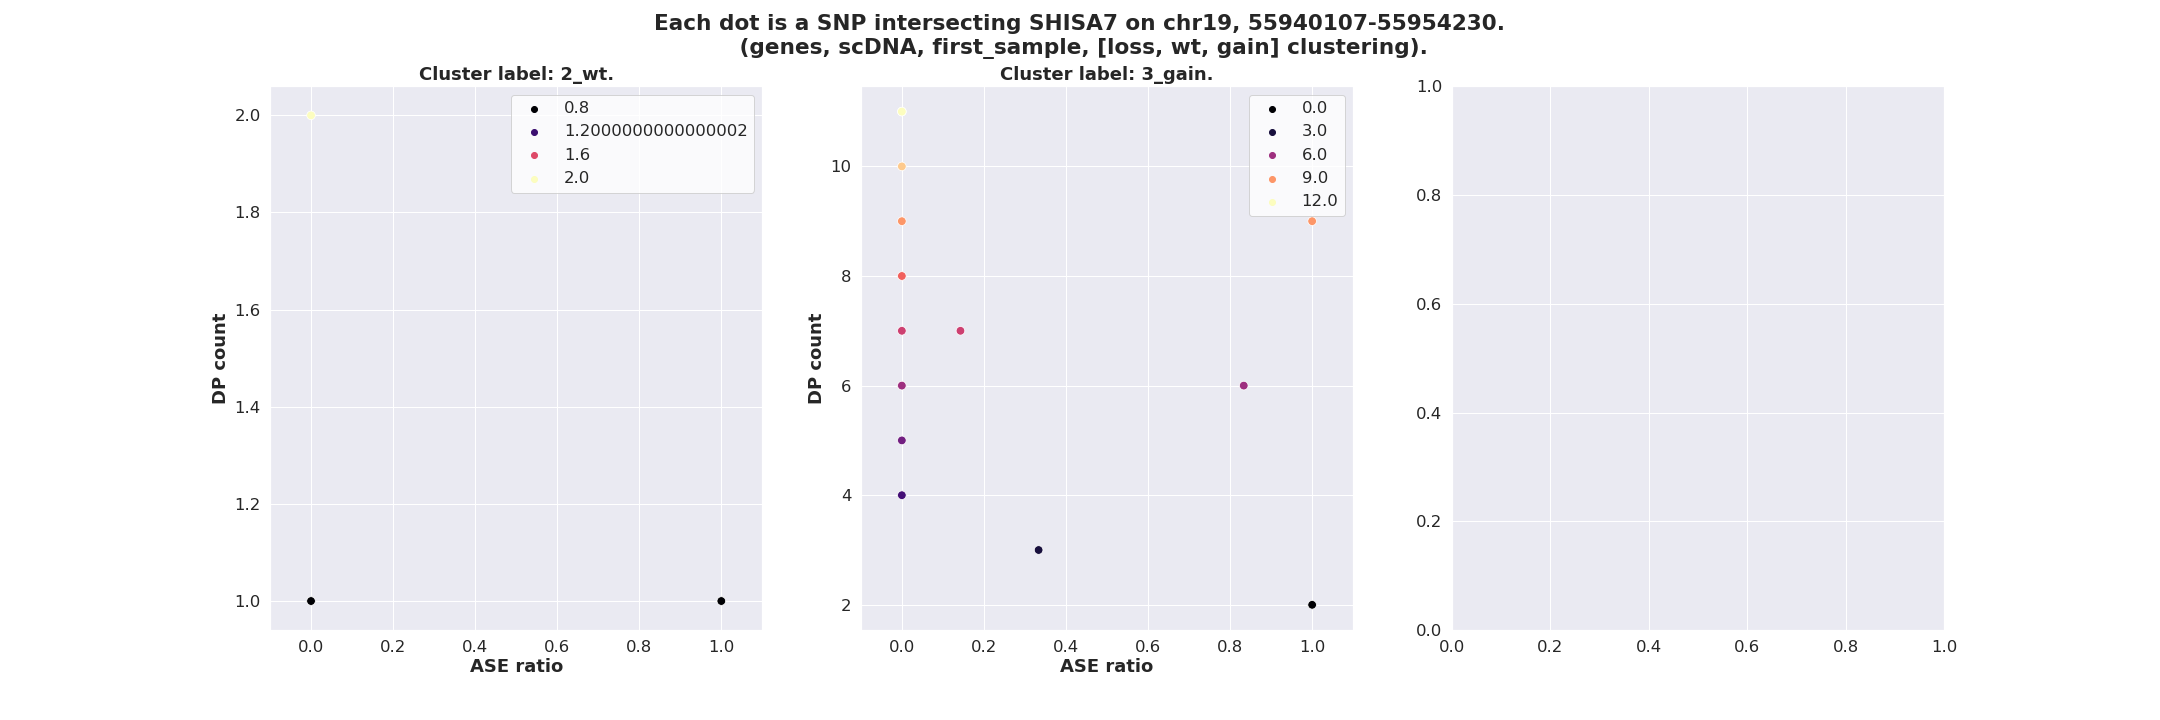 Each dot is a SNP intersecting SHISA7 on chr19, 55940107-55954230.
(genes, scDNA, first_sample, [loss, wt, gain] clustering).
Cluster label: 2_wt.
DP count
2.0
1.8
1.6
1.4
1.2
1.0
0.8
1.2000000000000002
1.6
2.0
0.0 0.2 0.4 0.6 0.8 1.0
ASE ratio
Cluster label: 3_gain.
DP count
10
8
6
4
2
0.0
3.0
6.0
9.0
12.0
0.0 0.2 0.4 0.6 0.8 1.0
ASE ratio
1.0
0.8
0.6
0.4
0.2
0.0
0.0 0.2 0.4 0.6 0.8 1.0